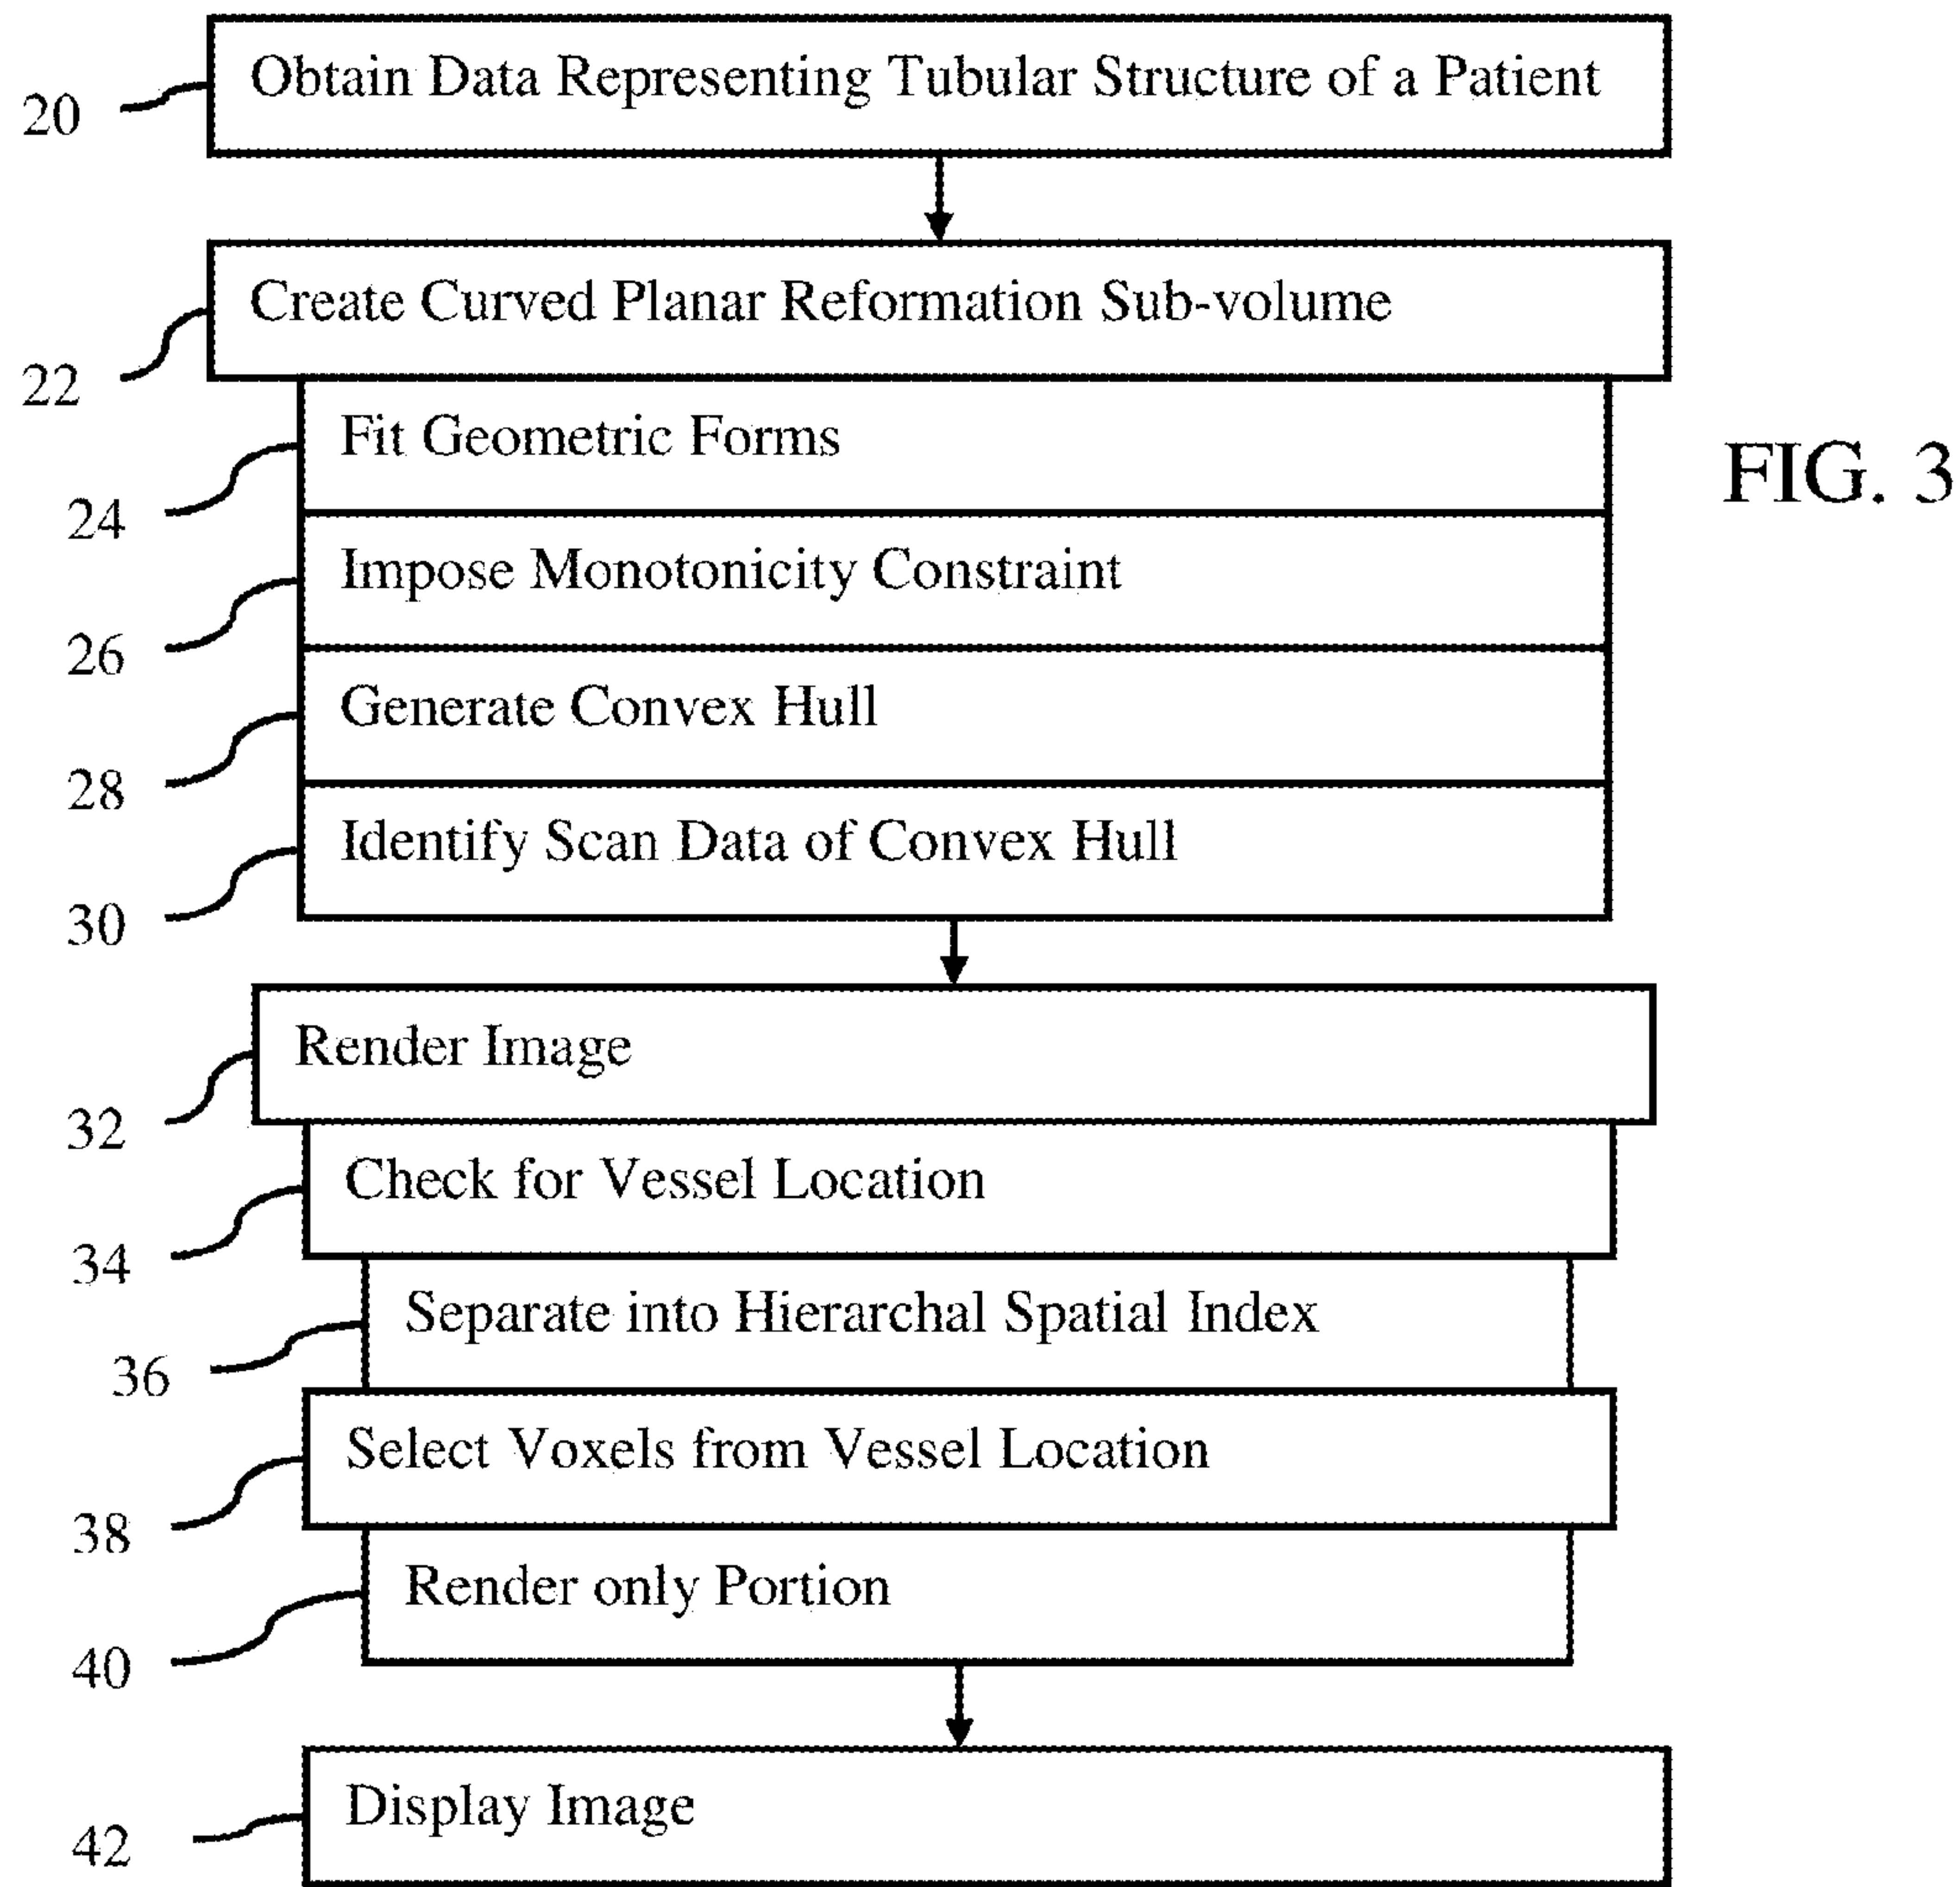 Obtain Data Representing Tubular Structure of a Patient
20
Create Curved Planar Reformation Sub-volume
22
Fit Geometric Forms
FIG. 3
24
Impose Monotonicity Constraint
26
Generate Convex Hull
28
Identify Scan Data of Convex Hull
30
Render Image
32
Check for Vessel Location
34
Separate into Hierarchal Spatial Index
36
Select Voxels from Vessel Location
38
Render only Portion
40
Display Image
42